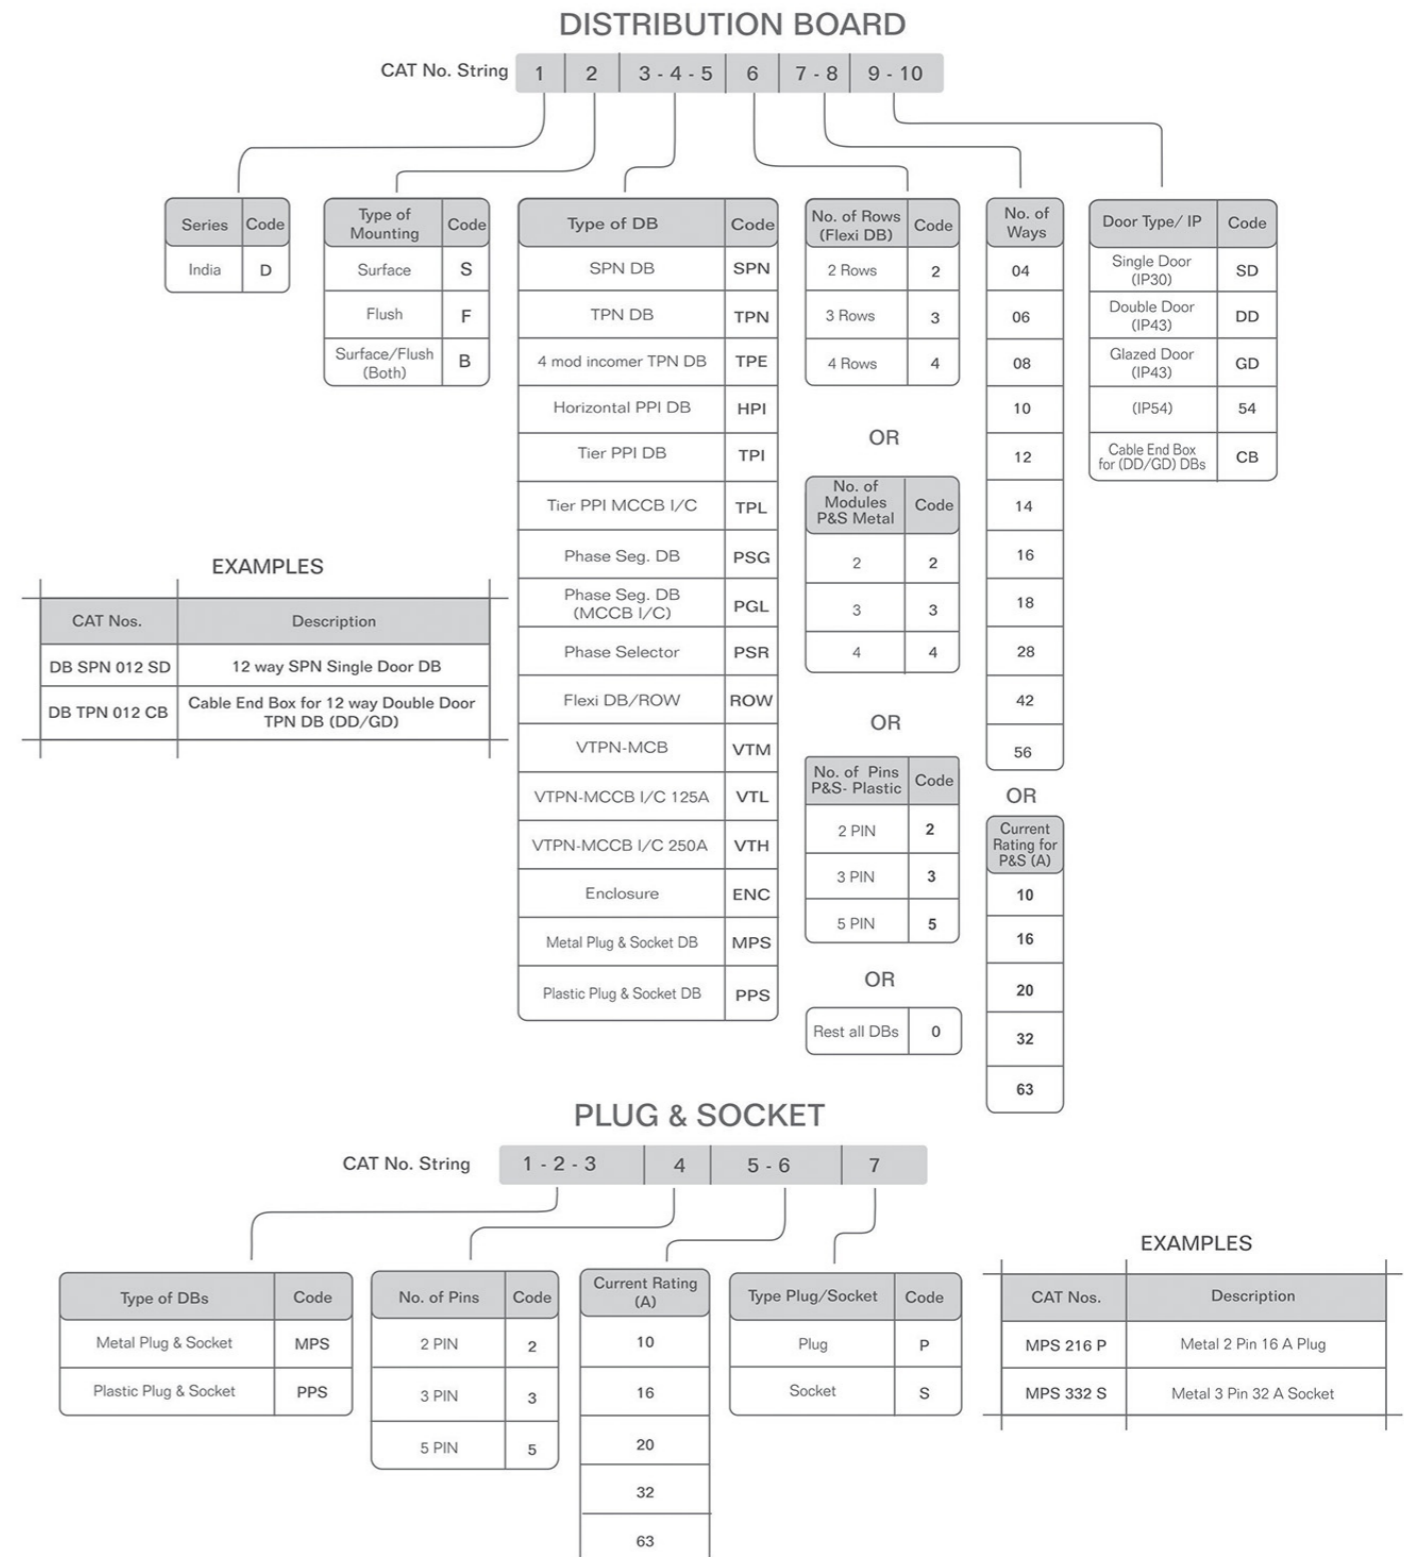 DISTRIBUTION BOARD
CAT No. String 1 2 3 - 4 - 5 6 7 - 8 9 - 10
Series Code
India D
Type of
Mounting
Code
Surface S
Flush F
Surface/Flush
(Both)
B
Type of DB Code
SPN DB SPN
TPN DB TPN
4 mod incomer TPN DB TPE
Horizontal PPI DB HPI
Tier PPI DB TPI
Tier PPI MCCB I/C TPL
Phase Seg. DB PSG
Phase Seg. DB
(MCCB I/C)
PGL
Phase Selector PSR
Flexi DB/ROW ROW
VTPN-MCB VTM
VTPN-MCCB I/C 125A VTL
VTPN-MCCB I/C 250A VTH
Enclosure ENC
Metal Plug & Socket DB MPS
Plastic Plug & Socket DB PPS
No. of Rows
(Flexi DB)
Code
2 Rows 2
3 Rows 3
4 Rows 4
OR
No. of
Modules
P&S Metal
Code
2 2
3 3
4 4
OR
No. of Pins
P&S- Plastic
Code
2 PIN 2
3 PIN 3
5 PIN 5
OR
Rest all DBs 0
No. of
Ways
04
06
08
10
12
14
16
18
28
42
56
OR
Current
Rating for
P&S (A)
10
16
20
32
63
Door Type/ IP Code
Single Door
(IP30)
SD
Double Door
(IP43)
DD
Glazed Door
(IP43)
GD
(IP54) 54
Cable End Box
for (DD/GD) DBs
CB
EXAMPLES
CAT Nos. Description
DB SPN 012 SD 12 way SPN Single Door DB
DB TPN 012 CB Cable End Box for 12 way Double Door
TPN DB (DD/GD)
PLUG & SOCKET
CAT No. String 1 - 2 - 3 4 5 - 6 7
Type of DBs Code
Metal Plug & Socket MPS
Plastic Plug & Socket PPS
No. of Pins Code
2 PIN 2
3 PIN 3
5 PIN 5
Current Rating
(A)
10
16
20
32
63
Type Plug/Socket Code
Plug P
Socket S
EXAMPLES
CAT Nos. Description
MPS 216 P Metal 2 Pin 16 A Plug
MPS 332 S Metal 3 Pin 32 A Socket